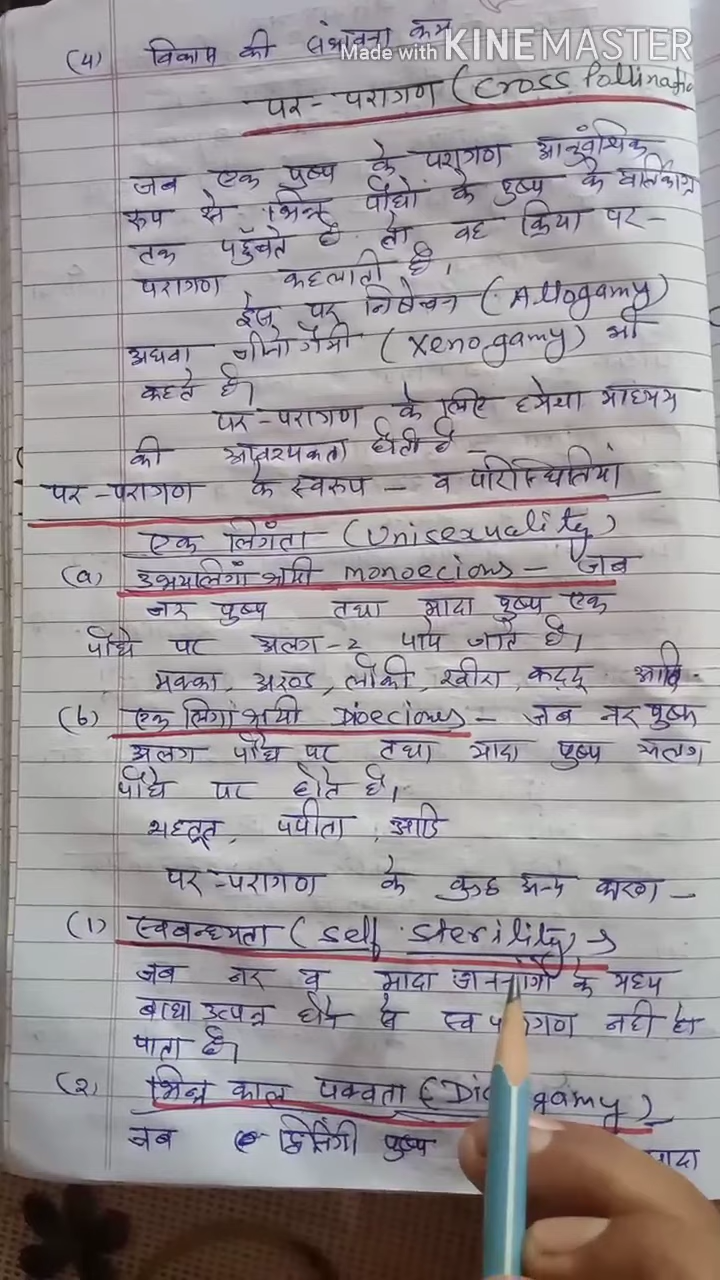 (4) विकास की संभावना कम
Made with KINEMASTER
पर-परागण (Cross Pollination
जब एक पुष्प के परागण आनुवंशिक
रूप से भिन्न पौधों के पुष्प के वर्तिकाग्र
तक पहुँचते है तो वह क्रिया पर-
परागण कहलाती है।
इसे पर निषेचन (Allogamy)
अथवा जीनोगैमी (Xenogamy) भी
कहते है।
पर-परागण के लिए हमेशा माध्यम
की आवश्यकता होती है -
पर-परागण के स्वरूप - व परिस्थितियां
एक लिंगता (Unisexuality)
(a) उभयलिंगाश्रयी monoecious - जब
नर पुष्प तथा मादा पुष्प एक
पौधे पर अलग-2 पाये जाते है।
मक्का, अरण्ड, लौकी, खीरा, कद्दू आदि.
(b) एक लिंगाश्रयी Dioecious - जब नर पुष्प
अलग पौधे पर तथा मादा पुष्प अलग
पौधे पर होते है।
शहतूत, पपीता, आदि
पर-परागण के कुछ अन्य कारण -
(1) स्वबन्ध्यता (Self Sterility) →
जब नर व मादा जननांगों के मध्य
बाधा उत्पन्न होने से स्व परागण नही हो
पाता है।
(2) भिन्न काल पक्वता (Dichogamy) -
जब द्विलिंगी पुष्प मादा